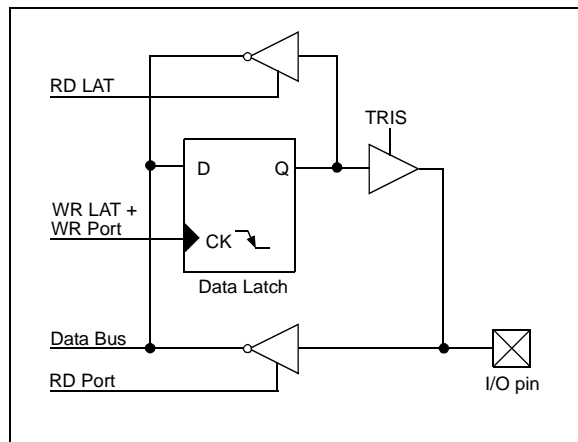 RD LAT
TRIS
D
Q
WR LAT +
WR Port
CK
Data Latch
Data Bus
RD Port
I/O pin